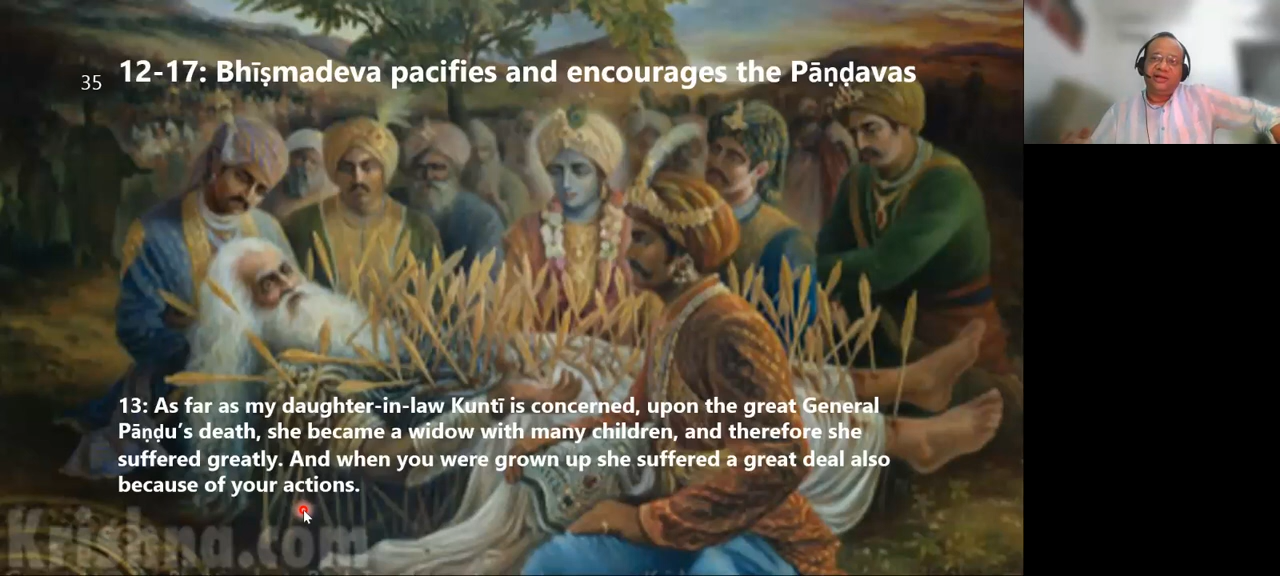 35
12-17: Bhīṣmadeva pacifies and encourages the Pāṇḍavas
13: As far as my daughter-in-law Kuntī is concerned, upon the great General
Pāṇḍu’s death, she became a widow with many children, and therefore she
suffered greatly. And when you were grown up she suffered a great deal also
because of your actions.
Krishna.com